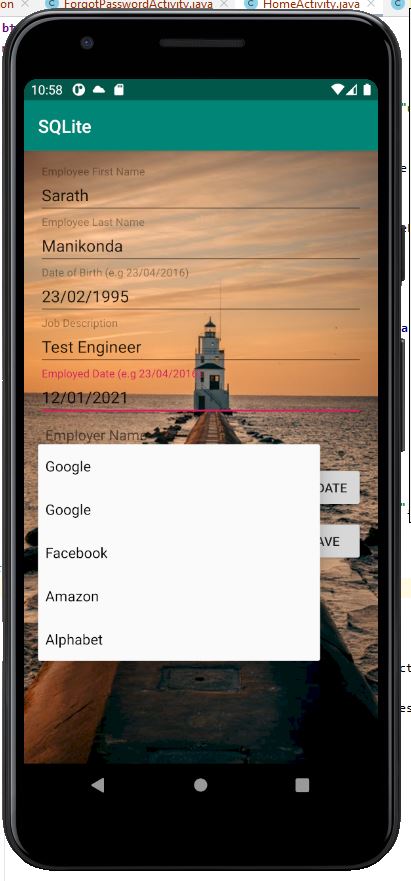 ForgotPasswordActivity.java
HomeActivity.java
10:58
SQLite
Employee First Name
Sarath
Employee Last Name
Manikonda
Date of Birth (e.g 23/04/2016)
23/02/1995
Job Description
Test Engineer
Employed Date (e.g 23/04/2016)
12/01/2021
Employer Name
Google
DATE
Google
AVE
Facebook
Amazon
Alphabet